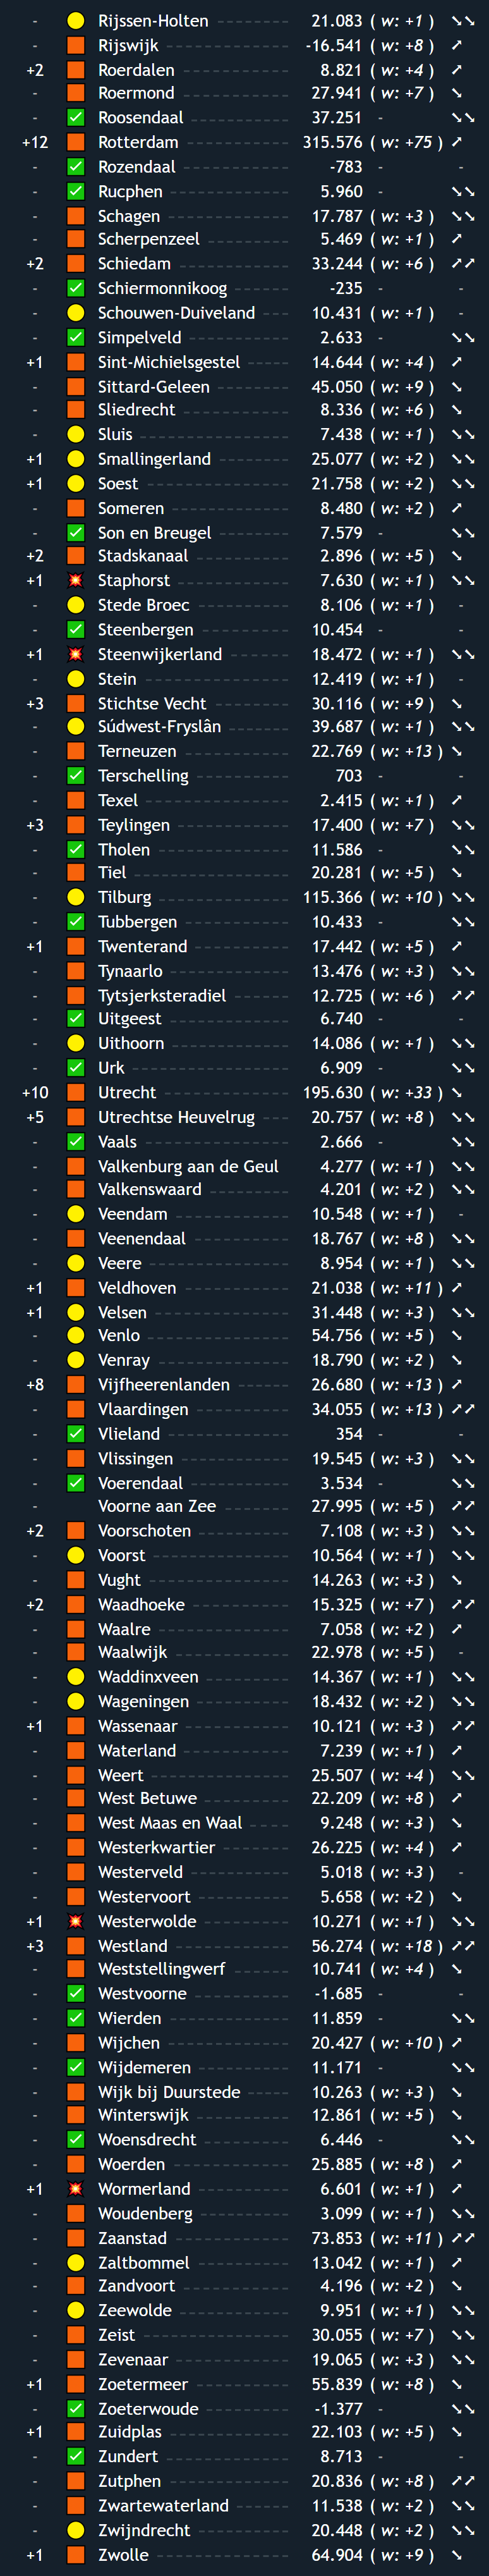 - Rijssen-Holten 21.083 ( w: +1 ) ↘↘
- Rijswijk -16.541 ( w: +8 ) ↗
+2 Roerdalen 8.821 ( w: +4 ) ↗
- Roermond 27.941 ( w: +7 ) ↘
- Roosendaal 37.251 - ↘↘
+12 Rotterdam 315.576 ( w: +75 ) ↗
- Rozendaal -783 - -
- Rucphen 5.960 - ↘↘
- Schagen 17.787 ( w: +3 ) ↘↘
- Scherpenzeel 5.469 ( w: +1 ) ↗
+2 Schiedam 33.244 ( w: +6 ) ↗↗
- Schiermonnikoog -235 - -
- Schouwen-Duiveland 10.431 ( w: +1 ) -
- Simpelveld 2.633 - ↘↘
+1 Sint-Michielsgestel 14.644 ( w: +4 ) ↗
- Sittard-Geleen 45.050 ( w: +9 ) ↘
- Sliedrecht 8.336 ( w: +6 ) ↘
- Sluis 7.438 ( w: +1 ) ↘↘
+1 Smallingerland 25.077 ( w: +2 ) ↘↘
+1 Soest 21.758 ( w: +2 ) ↘↘
- Someren 8.480 ( w: +2 ) ↗
- Son en Breugel 7.579 - ↘↘
+2 Stadskanaal 2.896 ( w: +5 ) ↘
+1 Staphorst 7.630 ( w: +1 ) ↘↘
- Stede Broec 8.106 ( w: +1 ) -
- Steenbergen 10.454 - -
+1 Steenwijkerland 18.472 ( w: +1 ) ↘↘
- Stein 12.419 ( w: +1 ) -
+3 Stichtse Vecht 30.116 ( w: +9 ) ↘
- Súdwest-Fryslân 39.687 ( w: +1 ) ↘↘
- Terneuzen 22.769 ( w: +13 ) ↘
- Terschelling 703 - -
- Texel 2.415 ( w: +1 ) ↗
+3 Teylingen 17.400 ( w: +7 ) ↘↘
- Tholen 11.586 - ↘↘
- Tiel 20.281 ( w: +5 ) ↘
- Tilburg 115.366 ( w: +10 ) ↘↘
- Tubbergen 10.433 - ↘↘
+1 Twenterand 17.442 ( w: +5 ) ↗
- Tynaarlo 13.476 ( w: +3 ) ↘↘
- Tytsjerksteradiel 12.725 ( w: +6 ) ↗↗
- Uitgeest 6.740 - -
- Uithoorn 14.086 ( w: +1 ) ↘↘
- Urk 6.909 - ↘↘
+10 Utrecht 195.630 ( w: +33 ) ↘
+5 Utrechtse Heuvelrug 20.757 ( w: +8 ) ↘↘
- Vaals 2.666 - ↘↘
- Valkenburg aan de Geul 4.277 ( w: +1 ) ↘↘
- Valkenswaard 4.201 ( w: +2 ) ↘↘
- Veendam 10.548 ( w: +1 ) -
- Veenendaal 18.767 ( w: +8 ) ↘↘
- Veere 8.954 ( w: +1 ) ↘↘
+1 Veldhoven 21.038 ( w: +11 ) ↗
+1 Velsen 31.448 ( w: +3 ) ↘↘
- Venlo 54.756 ( w: +5 ) ↘
- Venray 18.790 ( w: +2 ) ↘
+8 Vijfheerenlanden 26.680 ( w: +13 ) ↗
- Vlaardingen 34.055 ( w: +13 ) ↗↗
- Vlieland 354 - -
- Vlissingen 19.545 ( w: +3 ) ↘↘
- Voerendaal 3.534 - ↘↘
- Voorne aan Zee 27.995 ( w: +5 ) ↗↗
+2 Voorschoten 7.108 ( w: +3 ) ↘↘
- Voorst 10.564 ( w: +1 ) ↘↘
- Vught 14.263 ( w: +3 ) ↘
+2 Waadhoeke 15.325 ( w: +7 ) ↗↗
- Waalre 7.058 ( w: +2 ) ↗
- Waalwijk 22.978 ( w: +5 ) -
- Waddinxveen 14.367 ( w: +1 ) ↘↘
- Wageningen 18.432 ( w: +2 ) ↘↘
+1 Wassenaar 10.121 ( w: +3 ) ↗↗
- Waterland 7.239 ( w: +1 ) ↗
- Weert 25.507 ( w: +4 ) ↘↘
- West Betuwe 22.209 ( w: +8 ) ↗
- West Maas en Waal 9.248 ( w: +3 ) ↘
- Westerkwartier 26.225 ( w: +4 ) ↗
- Westerveld 5.018 ( w: +3 ) -
- Westervoort 5.658 ( w: +2 ) ↘
+1 Westerwolde 10.271 ( w: +1 ) ↘↘
+3 Westland 56.274 ( w: +18 ) ↗↗
- Weststellingwerf 10.741 ( w: +4 ) ↘
- Westvoorne -1.685 - -
- Wierden 11.859 - ↘↘
- Wijchen 20.427 ( w: +10 ) ↗
- Wijdemeren 11.171 - ↘↘
- Wijk bij Duurstede 10.263 ( w: +3 ) ↘
- Winterswijk 12.861 ( w: +5 ) ↘
- Woensdrecht 6.446 - ↘↘
- Woerden 25.885 ( w: +8 ) ↗
+1 Wormerland 6.601 ( w: +1 ) ↗
- Woudenberg 3.099 ( w: +1 ) ↘↘
- Zaanstad 73.853 ( w: +11 ) ↗↗
- Zaltbommel 13.042 ( w: +1 ) ↗
- Zandvoort 4.196 ( w: +2 ) ↘
- Zeewolde 9.951 ( w: +1 ) ↘↘
- Zeist 30.055 ( w: +7 ) ↘↘
- Zevenaar 19.065 ( w: +3 ) ↘↘
+1 Zoetermeer 55.839 ( w: +8 ) ↘
- Zoeterwoude -1.377 - ↘↘
+1 Zuidplas 22.103 ( w: +5 ) ↘
- Zundert 8.713 - -
- Zutphen 20.836 ( w: +8 ) ↗↗
- Zwartewaterland 11.538 ( w: +2 ) ↘↘
- Zwijndrecht 20.448 ( w: +2 ) ↘↘
+1 Zwolle 64.904 ( w: +9 ) ↘